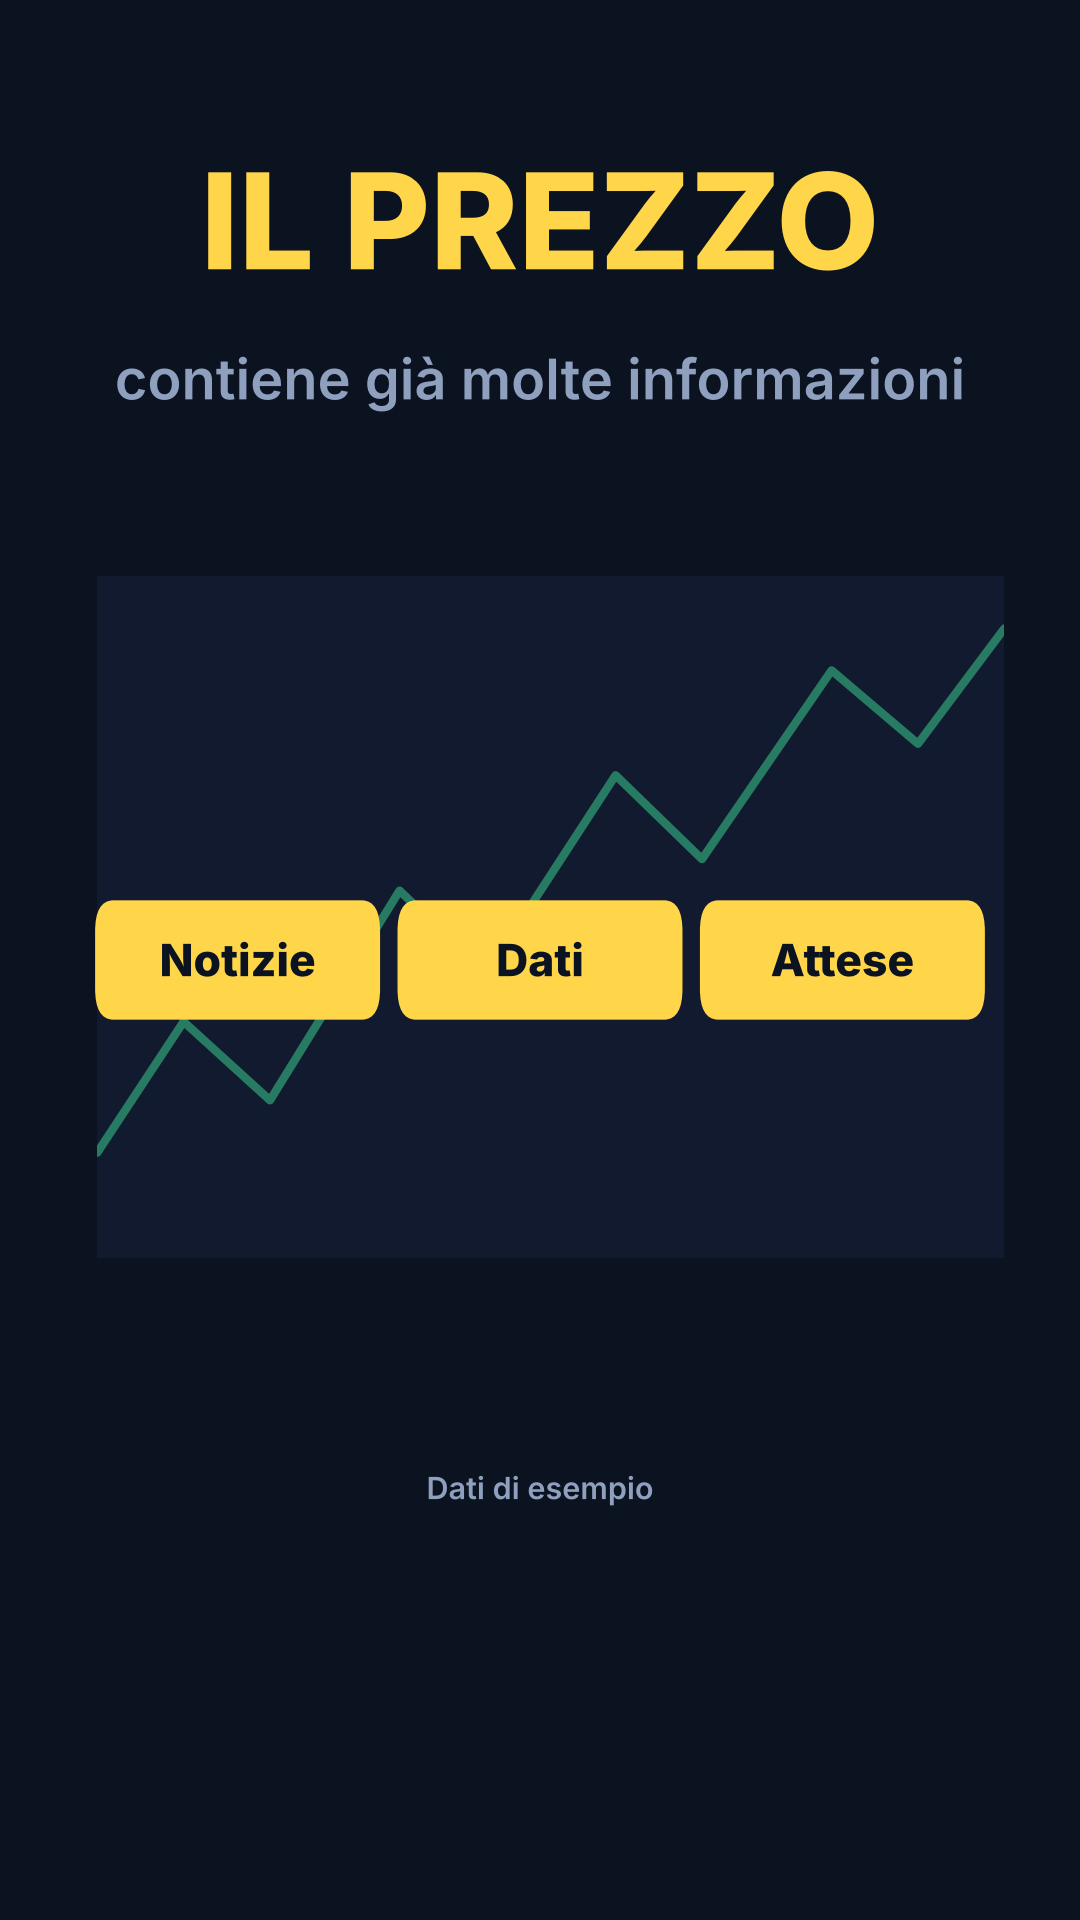 IL PREZZO
contiene già molte informazioni
Notizie Dati Attese
Dati di esempio